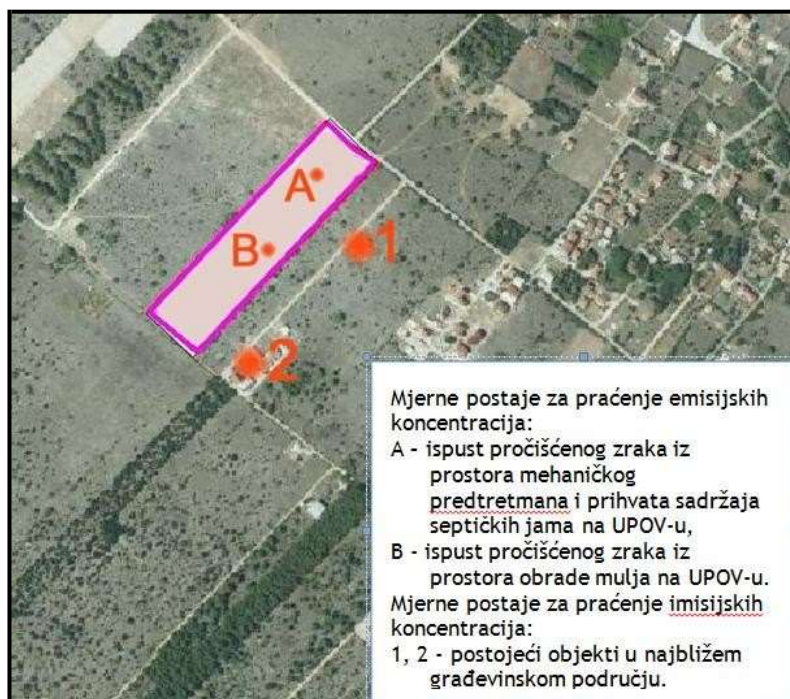 A
B
1
2
Mjerne postaje za praćenje emisijskih
koncentracija:
A - ispust pročišćenog zraka iz
prostora mehaničkog
predtretmana i prihvata sadržaja
septičkih jama na UPOV-u,
B - ispust pročišćenog zraka iz
prostora obrade mulja na UPOV-u.
Mjerne postaje za praćenje imisijskih
koncentracija:
1, 2 - postojeći objekti u najbližem
građevinskom području.